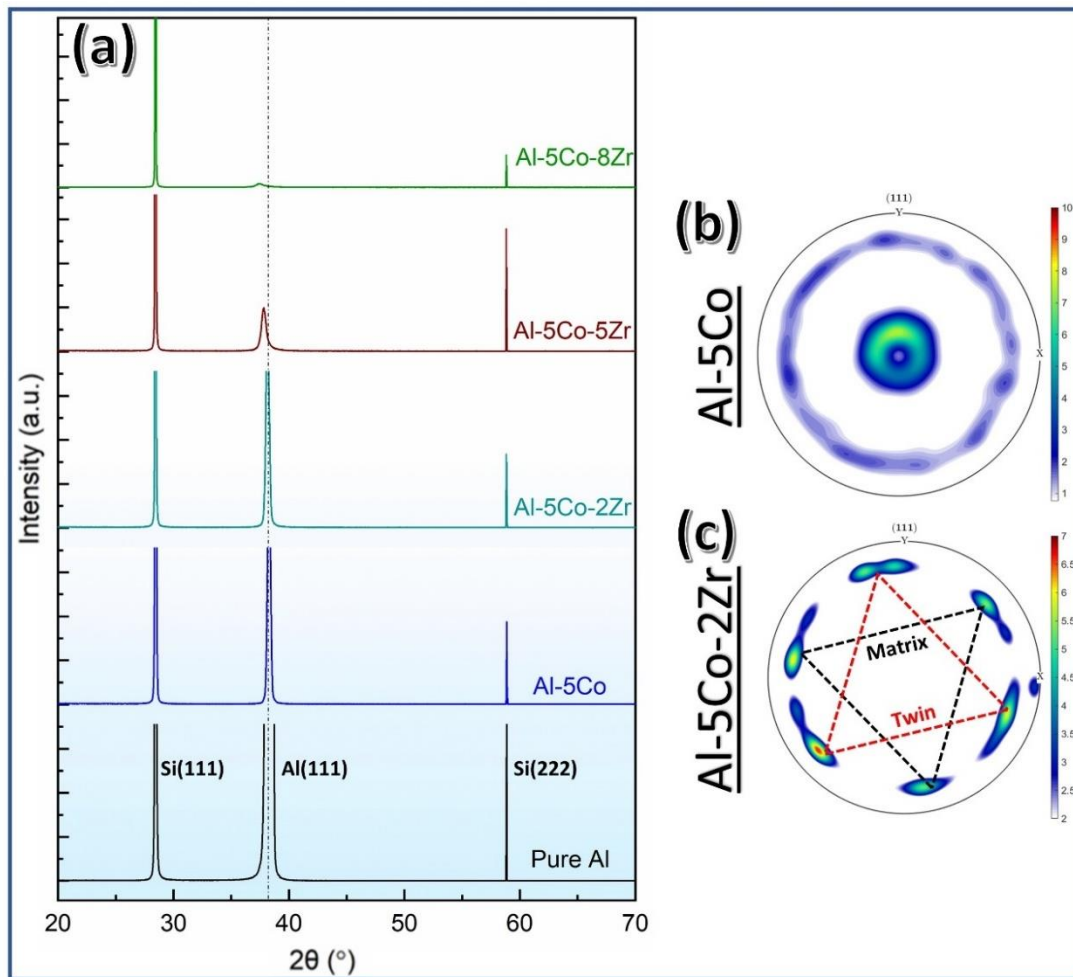 (a)
Al-5Co-8Zr
Al-5Co-5Zr
Al-5Co-2Zr
Al-5Co
Si(111)
Al(111)
Si(222)
Pure Al
Intensity (a.u.)
20
30
40
50
60
70
2θ (°)
(b)
Al-5Co
(111)
Y
X
10
9
8
7
6
5
4
3
2
1
(c)
Al-5Co-2Zr
(111)
Y
X
Matrix
Twin
7
6.5
6
5.5
5
4.5
4
3.5
3
2.5
2